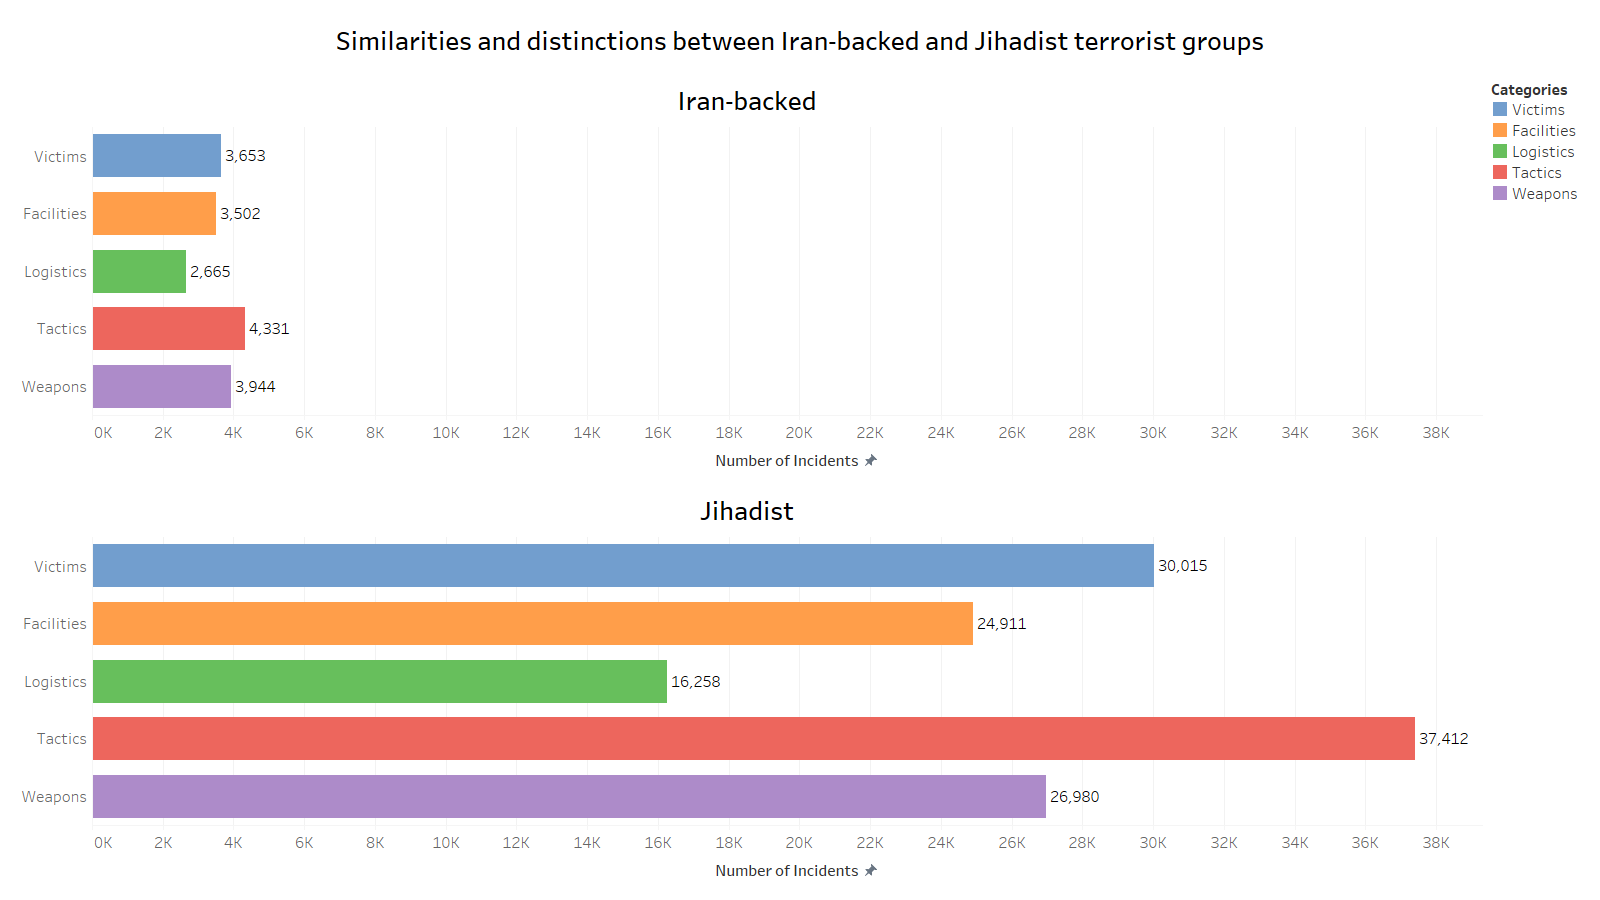 Similarities and distinctions between Iran-backed and Jihadist terrorist groups
Iran-backed
Categories
Victims
Facilities
Logistics
Tactics
Weapons
Victims 3,653
Facilities 3,502
Logistics 2,665
Tactics 4,331
Weapons 3,944
0K 2K 4K 6K 8K 10K 12K 14K 16K 18K 20K 22K 24K 26K 28K 30K 32K 34K 36K 38K
Number of Incidents
Jihadist
Victims 30,015
Facilities 24,911
Logistics 16,258
Tactics 37,412
Weapons 26,980
0K 2K 4K 6K 8K 10K 12K 14K 16K 18K 20K 22K 24K 26K 28K 30K 32K 34K 36K 38K
Number of Incidents